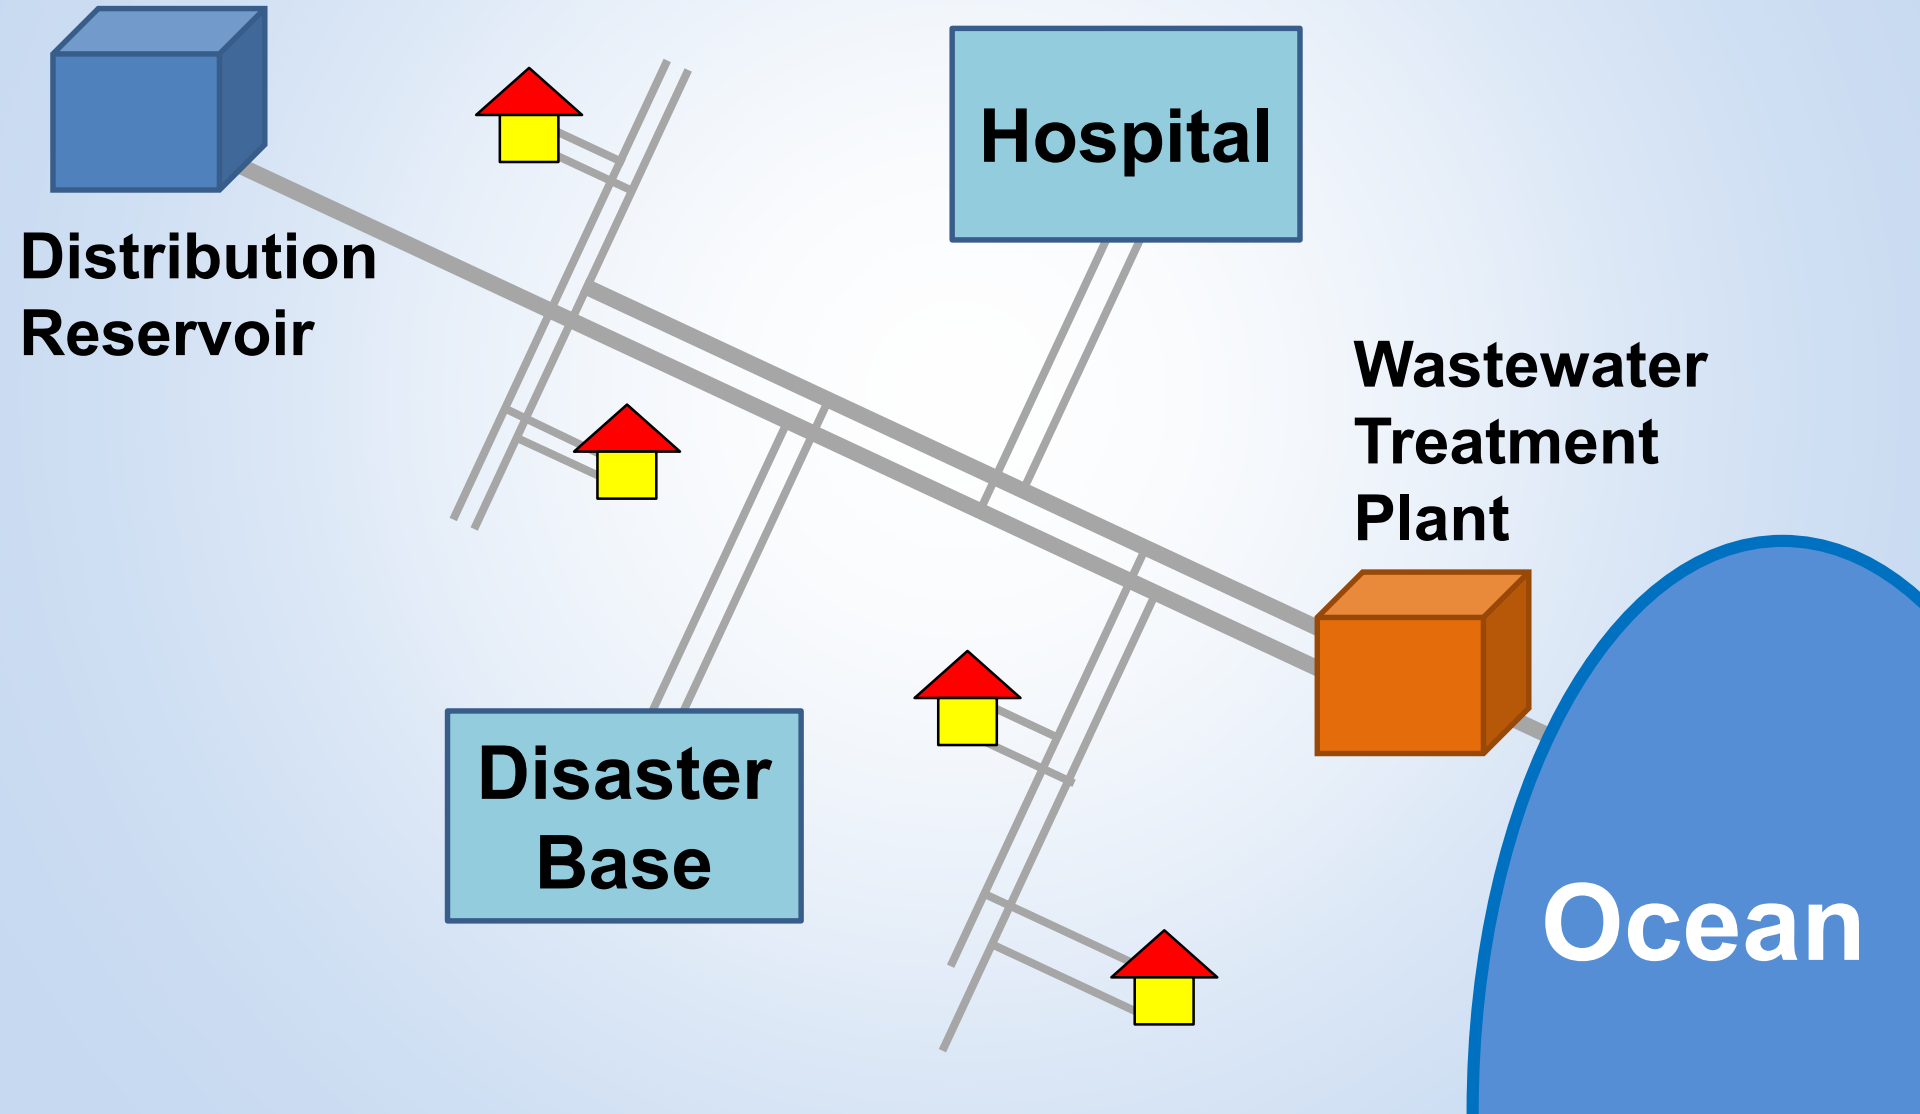 Hospital
Distribution
Reservoir
Wastewater
Treatment
Plant
Disaster
Base
Ocean